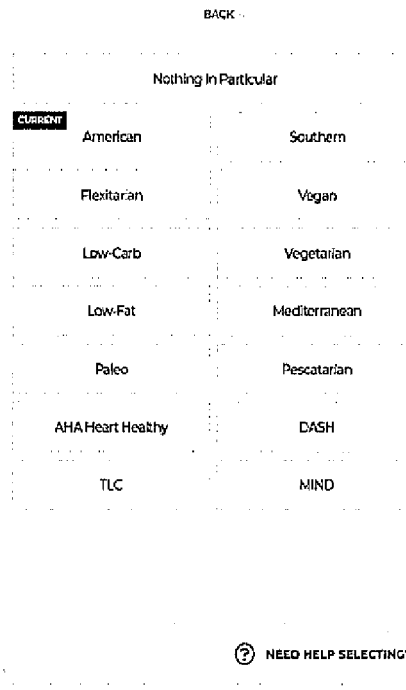 BACK
Nothing In Particular
CURRENT
American
Southern
Flexitarian
Vegan
Low-Carb
Vegetarian
Low-Fat
Mediterranean
Paleo
Pescatarian
AHA Heart Healthy
DASH
TLC
MIND
? NEED HELP SELECTING?